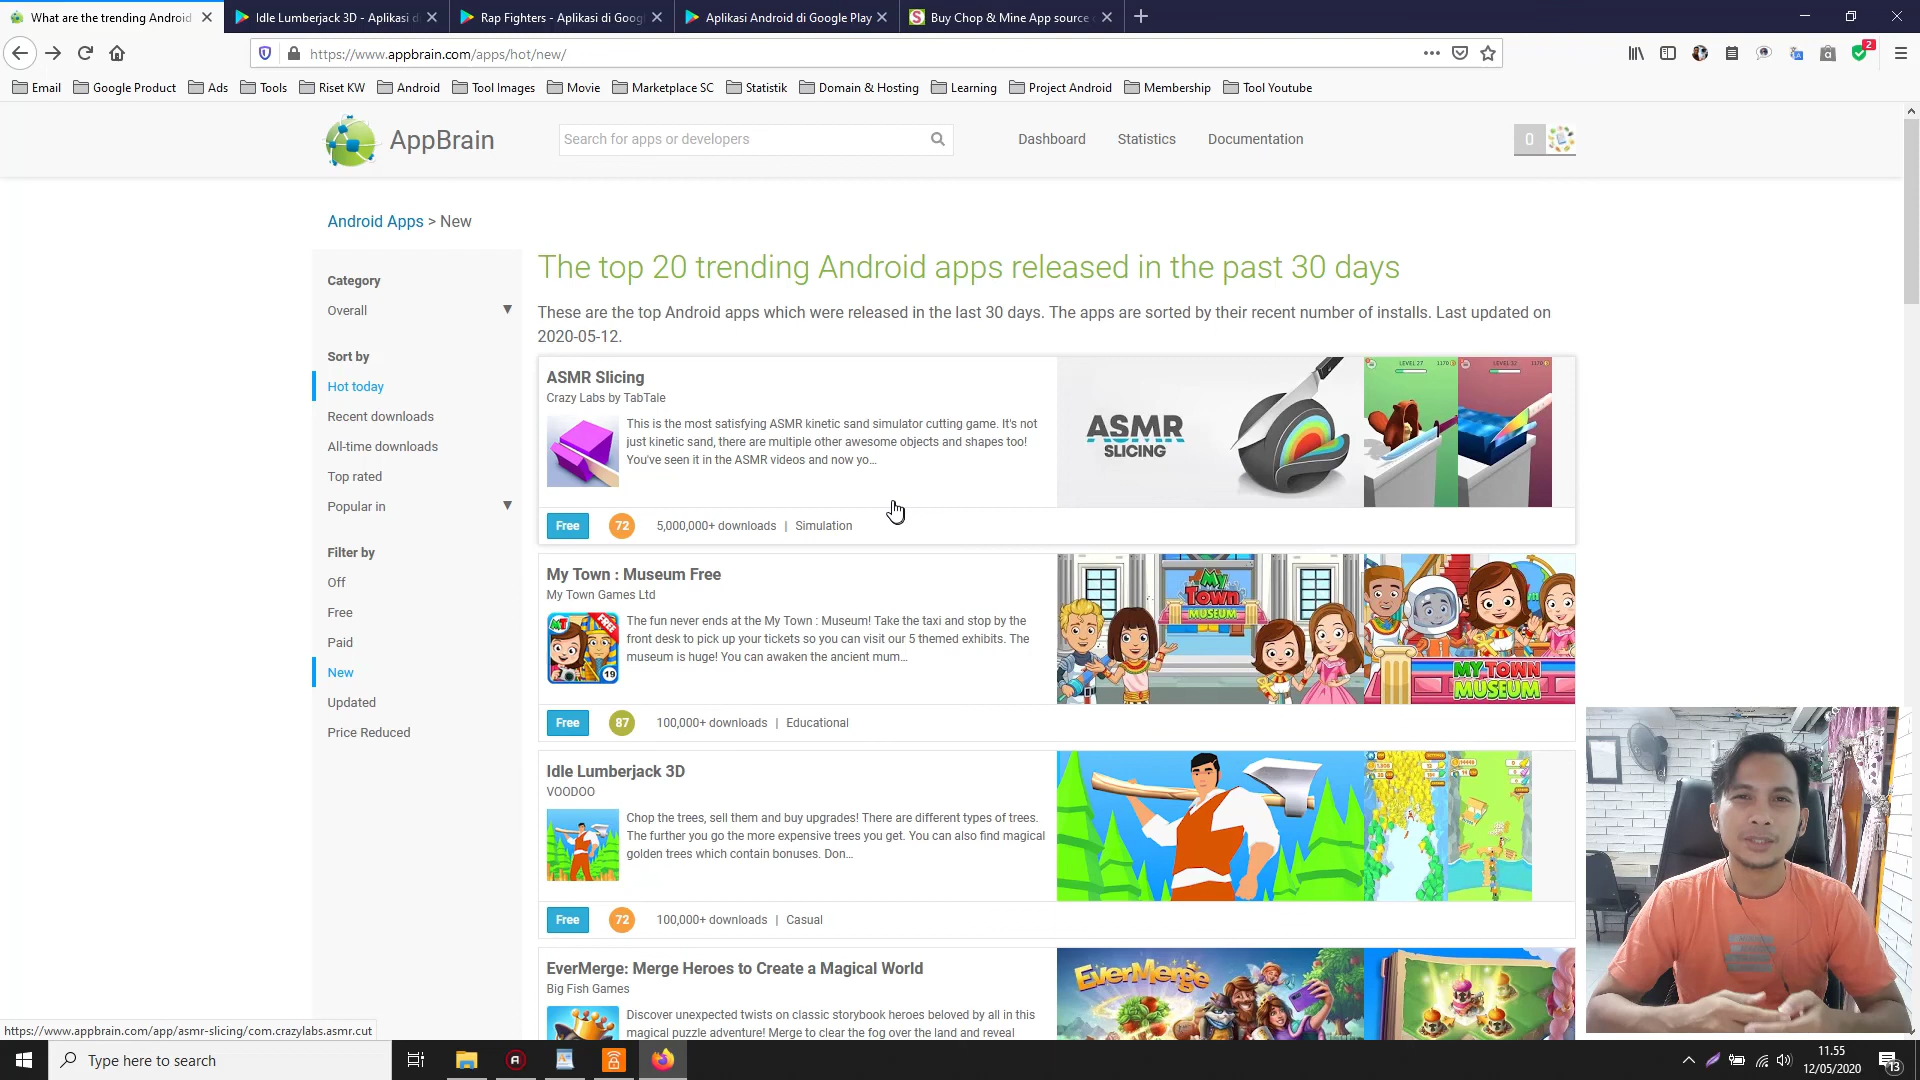 What are the trending Android
Idle Lumberjack 3D - Aplikasi di
Rap Fighters - Aplikasi di Goog
Aplikasi Android di Google Play
Buy Chop & Mine App source
https://www.appbrain.com/apps/hot/new/
2
Email
Google Product
Ads
Tools
Riset KW
Android
Tool Images
Movie
Marketplace SC
Statistik
Domain & Hosting
Learning
Project Android
Membership
Tool Youtube
AppBrain
Search for apps or developers
Dashboard
Statistics
Documentation
0
Android Apps > New
Category
Overall
Sort by
Hot today
Recent downloads
All-time downloads
Top rated
Popular in
Filter by
Off
Free
Paid
New
Updated
Price Reduced
The top 20 trending Android apps released in the past 30 days
These are the top Android apps which were released in the last 30 days. The apps are sorted by their recent number of installs. Last updated on
2020-05-12.
ASMR Slicing
Crazy Labs by TabTale
This is the most satisfying ASMR kinetic sand simulator cutting game. It's not
just kinetic sand, there are multiple other awesome objects and shapes too!
You've seen it in the ASMR videos and now yo...
ASMR
SLICING
LEVEL 27
1170
LEVEL 32
1170
Free
72
5,000,000+ downloads | Simulation
My Town : Museum Free
My Town Games Ltd
The fun never ends at the My Town : Museum! Take the taxi and stop by the
front desk to pick up your tickets so you can visit our 5 themed exhibits. The
museum is huge! You can awaken the ancient mum...
MT
FREE
19
My
Town
MUSEUM
MY TOWN
MUSEUM
Free
87
100,000+ downloads | Educational
Idle Lumberjack 3D
VOODOO
Chop the trees, sell them and buy upgrades! There are different types of trees.
The further you go the more expensive trees you get. You can also find magical
golden trees which contain bonuses. Don...
Free
72
100,000+ downloads | Casual
EverMerge: Merge Heroes to Create a Magical World
Big Fish Games
Discover unexpected twists on classic storybook heroes beloved by all in this
magical puzzle adventure! Merge to clear the fog over the land and reveal
EverMerge
https://www.appbrain.com/app/asmr-slicing/com.crazylabs.asmr.cut
Type here to search
11.55
12/05/2020
13